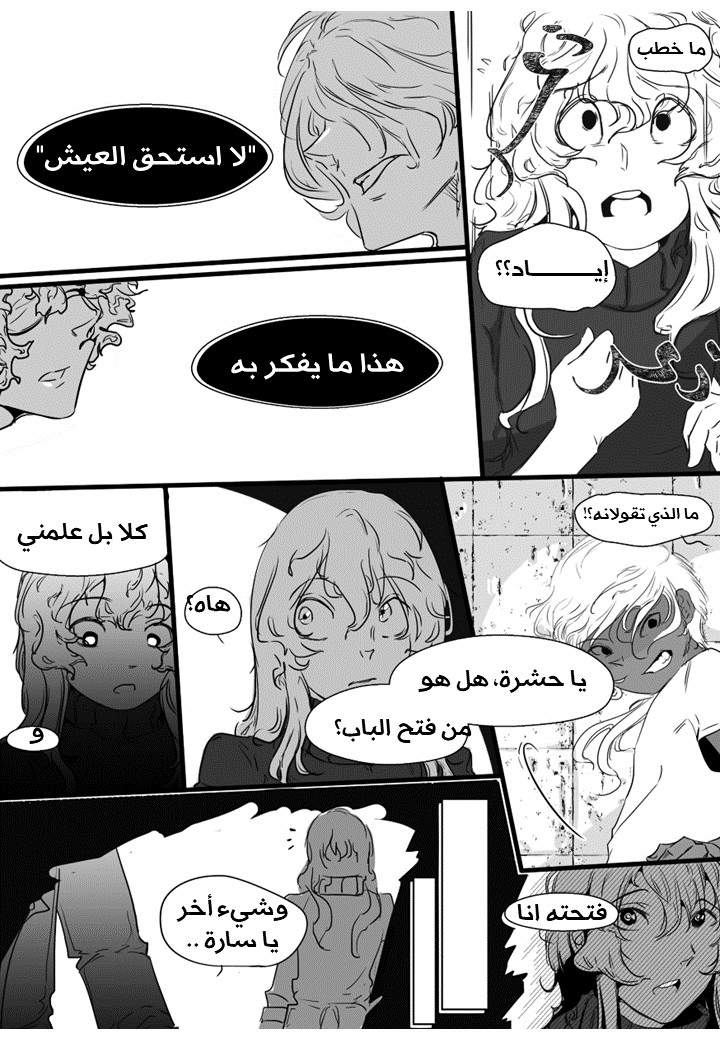 ما خطب
إيـــــــاد؟؟
"لا استحق العيش"
هذا ما يفكر به
ما الذي تقولانه؟!
يا حشرة، هل هو
من فتح الباب؟
هاه؟
كلا بل علمني
و
فتحته انا
وشيء أخر
يا سارة ..